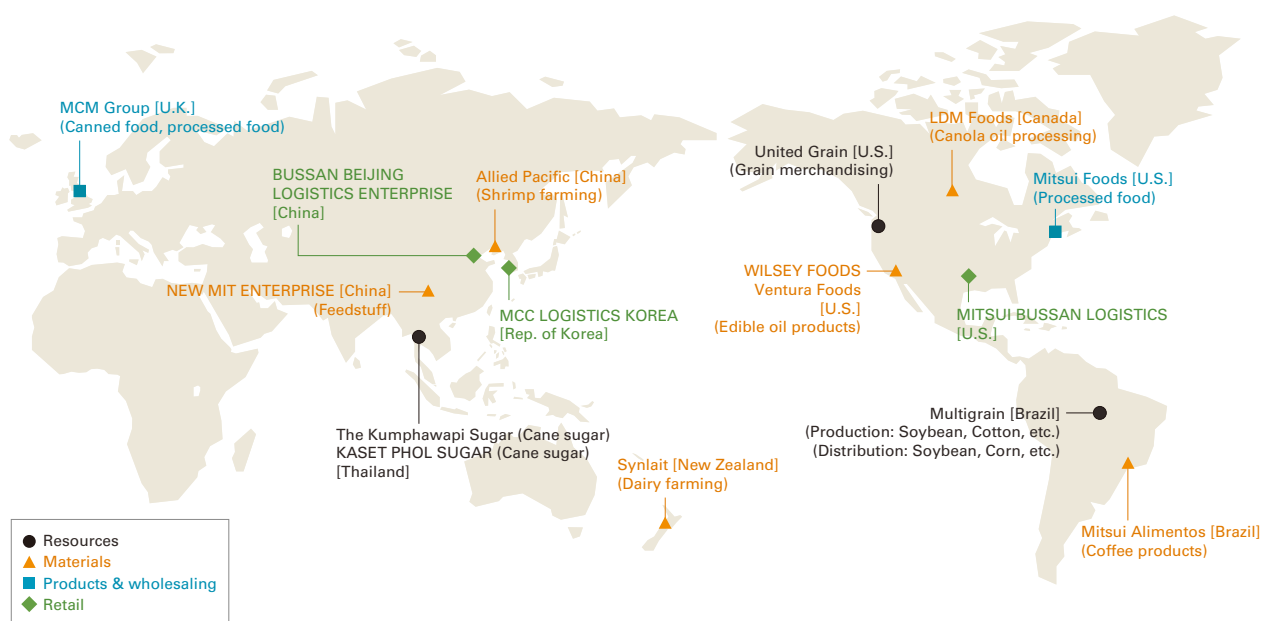 MCM Group [U.K.]
(Canned food, processed food)
BUSSAN BEIJING
LOGISTICS ENTERPRISE
[China]
Allied Pacific [China]
(Shrimp farming)
NEW MIT ENTERPRISE [China]
(Feedstuff)
MCC LOGISTICS KOREA
[Rep. of Korea]
The Kumphawapi Sugar (Cane sugar)
KASET PHOL SUGAR (Cane sugar)
[Thailand]
Synlait [New Zealand]
(Dairy farming)
United Grain [U.S.]
(Grain merchandising)
LDM Foods [Canada]
(Canola oil processing)
Mitsui Foods [U.S.]
(Processed food)
WILSEY FOODS
Ventura Foods
[U.S.]
(Edible oil products)
MITSUI BUSSAN LOGISTICS
[U.S.]
Multigrain [Brazil]
(Production: Soybean, Cotton, etc.)
(Distribution: Soybean, Corn, etc.)
Mitsui Alimentos [Brazil]
(Coffee products)
Resources
Materials
Products & wholesaling
Retail